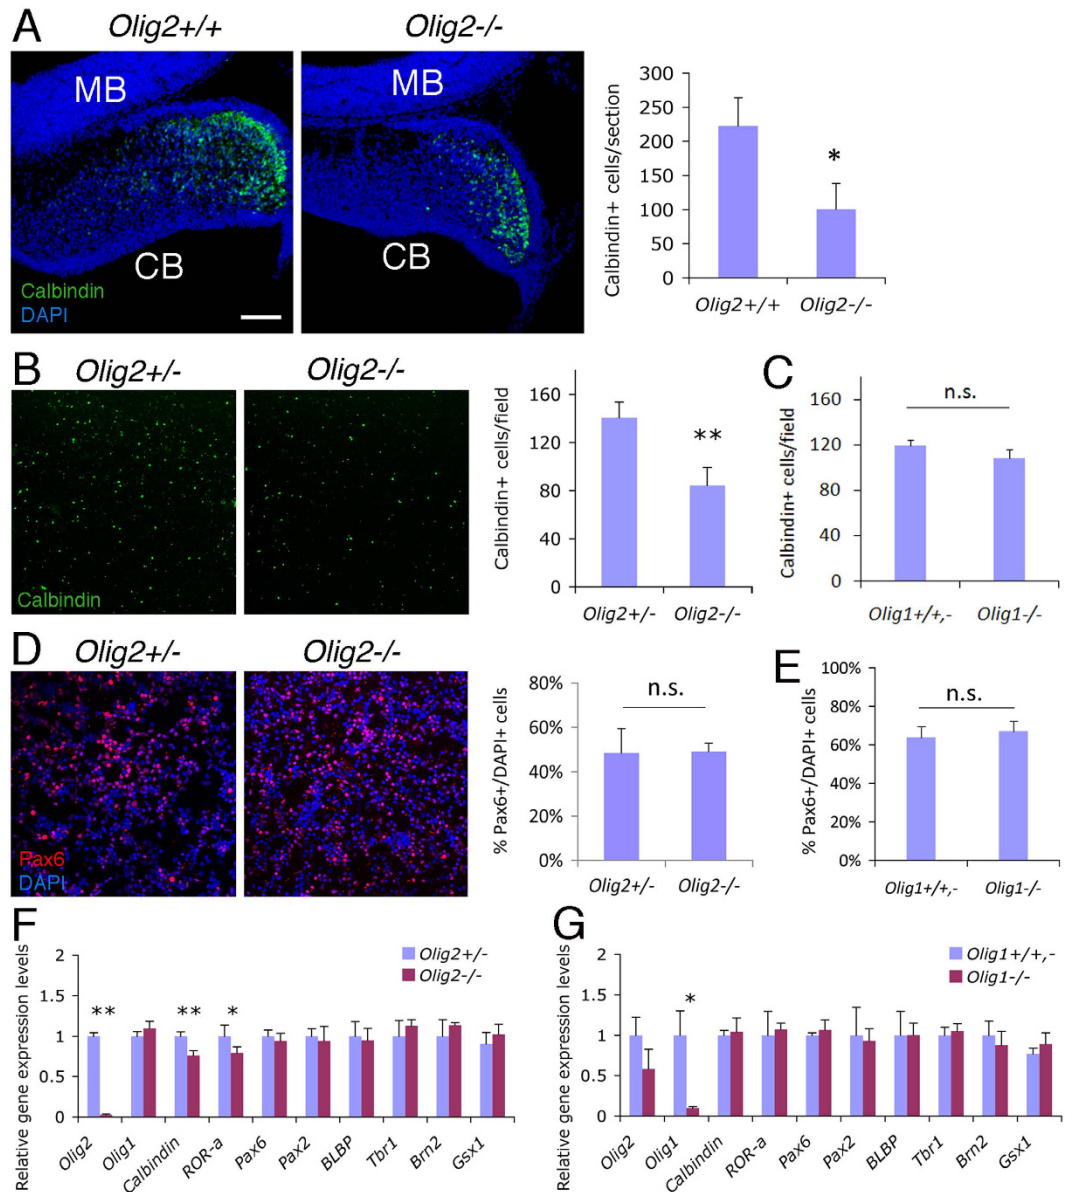 A
Olig2+/+
Olig2-/-
MB
MB
CB
CB
Calbindin
DAPI
Calbindin+ cells/section
300
250
200
150
100
50
0
*
Olig2+/+
Olig2-/-
B
Olig2+/-
Olig2-/-
Calbindin
Calbindin+ cells/field
160
120
80
40
0
**
Olig2+/-
Olig2-/-
C
Calbindin+ cells/field
160
120
80
40
0
n.s.
Olig1+/+,-
Olig1-/-
D
Olig2+/-
Olig2-/-
Pax6
DAPI
% Pax6+/DAPI+ cells
80%
60%
40%
20%
0%
n.s.
Olig2+/-
Olig2-/-
E
% Pax6+/DAPI+ cells
100%
80%
60%
40%
20%
0%
n.s.
Olig1+/+,-
Olig1-/-
F
Relative gene expression levels
2
1.5
1
0.5
0
Olig2+/-
Olig2-/-
** ** *
Olig2 Olig1 Calbindin ROR-a Pax6 Pax2 BLBP Tbr1 Brn2 Gsx1
G
Relative gene expression levels
2
1.5
1
0.5
0
Olig1+/+,-
Olig1-/-
*
Olig2 Olig1 Calbindin ROR-a Pax6 Pax2 BLBP Tbr1 Brn2 Gsx1